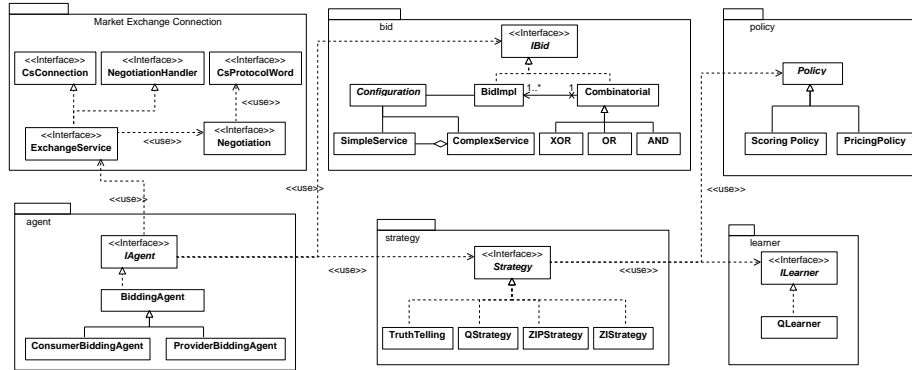 Market Exchange Connection
<<Interface>>
CsConnection
<<Interface>>
NegotiationHandler
<<Interface>>
CsProtocolWord
<<use>>
<<Interface>>
ExchangeService
<<use>>
Negotiation
<<use>>
bid
<<Interface>>
IBid
Configuration
BidImpl
1..*
1
Combinatorial
SimpleService
ComplexService
XOR
OR
AND
<<use>>
policy
Policy
Scoring Policy
PricingPolicy
<<use>>
agent
<<Interface>>
IAgent
BiddingAgent
ConsumerBiddingAgent
ProviderBiddingAgent
<<use>>
strategy
<<Interface>>
Strategy
TruthTelling
QStrategy
ZIPStrategy
ZIStrategy
<<use>>
learner
<<Interface>>
ILearner
QLearner